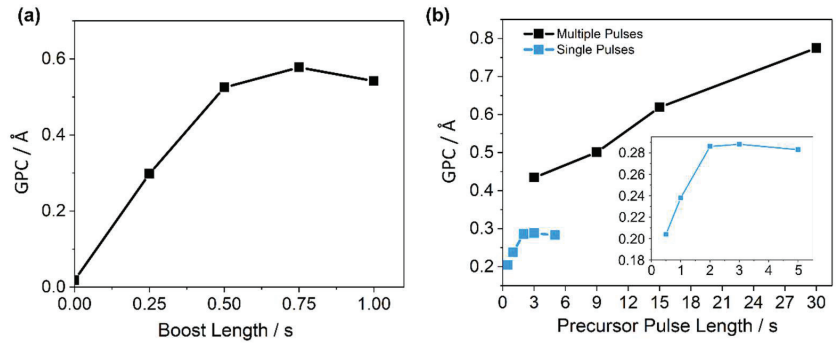 (a)
GPC / Å
0.6
0.4
0.2
0.0
0.00 0.25 0.50 0.75 1.00
Boost Length / s
(b)
Multiple Pulses
Single Pulses
GPC / Å
0.8
0.7
0.6
0.5
0.4
0.3
0.2
0.28
0.26
0.24
0.22
0.20
0.18
0 1 2 3 4 5
0 3 6 9 12 15 18 21 24 27 30
Precursor Pulse Length / s